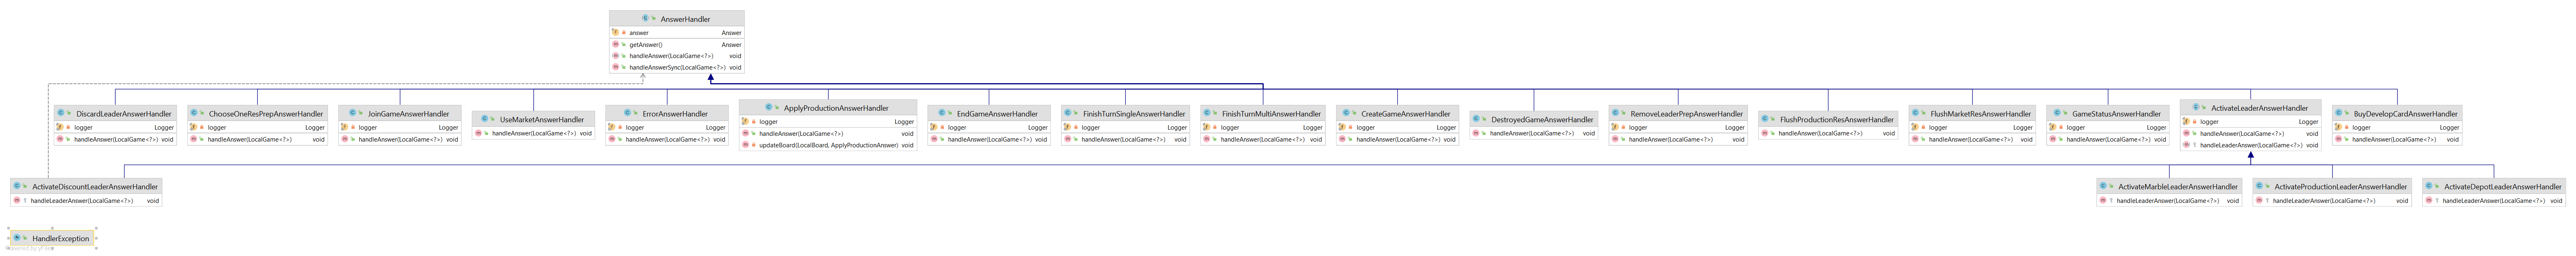 AnswerHandler
answer Answer
getAnswer() Answer
handleAnswer(LocalGame<?>) void
handleAnswerSync(LocalGame<?>) void
DiscardLeaderAnswerHandler
logger Logger
handleAnswer(LocalGame<?>) void
ChooseOneResPrepAnswerHandler
logger Logger
handleAnswer(LocalGame<?>) void
JoinGameAnswerHandler
logger Logger
handleAnswer(LocalGame<?>) void
UseMarketAnswerHandler
handleAnswer(LocalGame<?>) void
ErrorAnswerHandler
logger Logger
handleAnswer(LocalGame<?>) void
ApplyProductionAnswerHandler
logger Logger
handleAnswer(LocalGame<?>) void
updateBoard(LocalBoard, ApplyProductionAnswer) void
EndGameAnswerHandler
logger Logger
handleAnswer(LocalGame<?>) void
FinishTurnSingleAnswerHandler
logger Logger
handleAnswer(LocalGame<?>) void
FinishTurnMultiAnswerHandler
logger Logger
handleAnswer(LocalGame<?>) void
CreateGameAnswerHandler
logger Logger
handleAnswer(LocalGame<?>) void
DestroyedGameAnswerHandler
handleAnswer(LocalGame<?>) void
RemoveLeaderPrepAnswerHandler
logger Logger
handleAnswer(LocalGame<?>) void
FlushProductionResAnswerHandler
handleAnswer(LocalGame<?>) void
FlushMarketResAnswerHandler
logger Logger
handleAnswer(LocalGame<?>) void
GameStatusAnswerHandler
logger Logger
handleAnswer(LocalGame<?>) void
ActivateLeaderAnswerHandler
logger Logger
handleAnswer(LocalGame<?>) void
handleLeaderAnswer(LocalGame<?>) void
BuyDevelopCardAnswerHandler
logger Logger
handleAnswer(LocalGame<?>) void
ActivateDiscountLeaderAnswerHandler
handleLeaderAnswer(LocalGame<?>) void
ActivateMarbleLeaderAnswerHandler
handleLeaderAnswer(LocalGame<?>) void
ActivateProductionLeaderAnswerHandler
handleLeaderAnswer(LocalGame<?>) void
ActivateDepotLeaderAnswerHandler
handleLeaderAnswer(LocalGame<?>) void
HandlerException